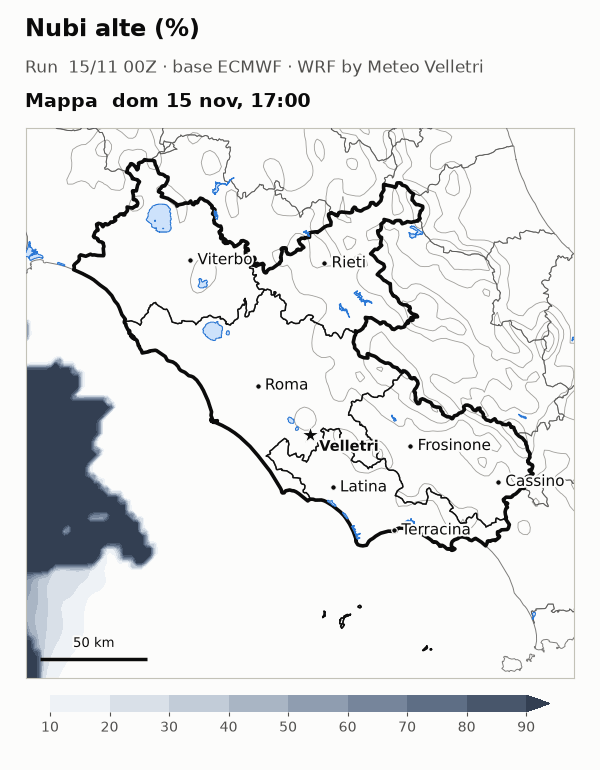 Nubi alte (%)
Run  15/11 00Z · base ECMWF · WRF by Meteo Velletri
Mappa  dom 15 nov, 17:00
Viterbo
Rieti
Roma
Velletri
Frosinone
Cassino
Latina
Terracina
50 km
10 20 30 40 50 60 70 80 90